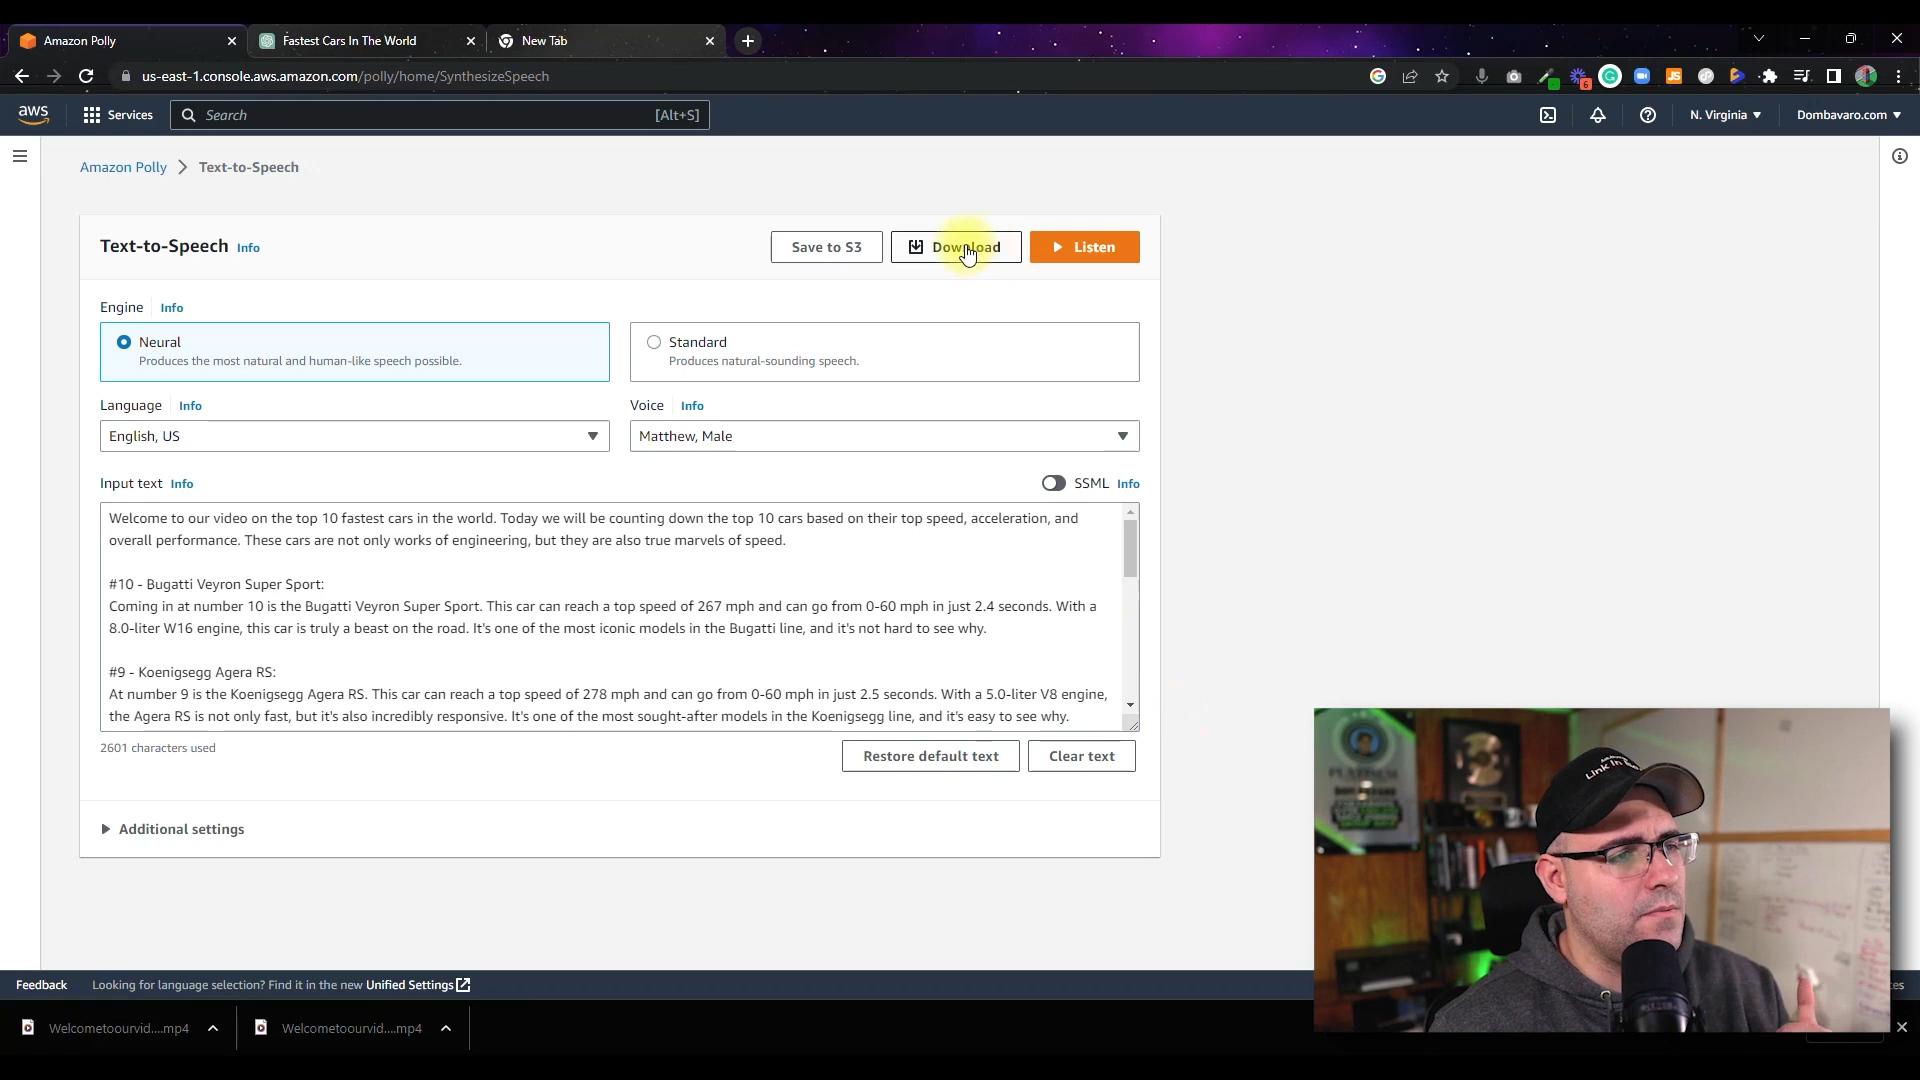 Amazon Polly
Fastest Cars In The World
New Tab
us-east-1.console.aws.amazon.com/polly/home/SynthesizeSpeech
6
aws
Services
Search
[Alt+S]
N. Virginia
Dombavaro.com
Amazon Polly
Text-to-Speech
Text-to-Speech Info
Save to S3
Download
Listen
Engine Info
Neural
Produces the most natural and human-like speech possible.
Standard
Produces natural-sounding speech.
Language Info
English, US
Voice Info
Matthew, Male
Input text Info
SSML Info
Welcome to our video on the top 10 fastest cars in the world. Today we will be counting down the top 10 cars based on their top speed, acceleration, and
overall performance. These cars are not only works of engineering, but they are also true marvels of speed.
#10 - Bugatti Veyron Super Sport:
Coming in at number 10 is the Bugatti Veyron Super Sport. This car can reach a top speed of 267 mph and can go from 0-60 mph in just 2.4 seconds. With a
8.0-liter W16 engine, this car is truly a beast on the road. It's one of the most iconic models in the Bugatti line, and it's not hard to see why.
#9 - Koenigsegg Agera RS:
At number 9 is the Koenigsegg Agera RS. This car can reach a top speed of 278 mph and can go from 0-60 mph in just 2.5 seconds. With a 5.0-liter V8 engine,
the Agera RS is not only fast, but it's also incredibly responsive. It's one of the most sought-after models in the Koenigsegg line, and it's easy to see why.
2601 characters used
Restore default text
Clear text
Additional settings
PLATINUM
Link In
Feedback
Looking for language selection? Find it in the new Unified Settings
Welcometoourvid....mp4
Welcometoourvid....mp4